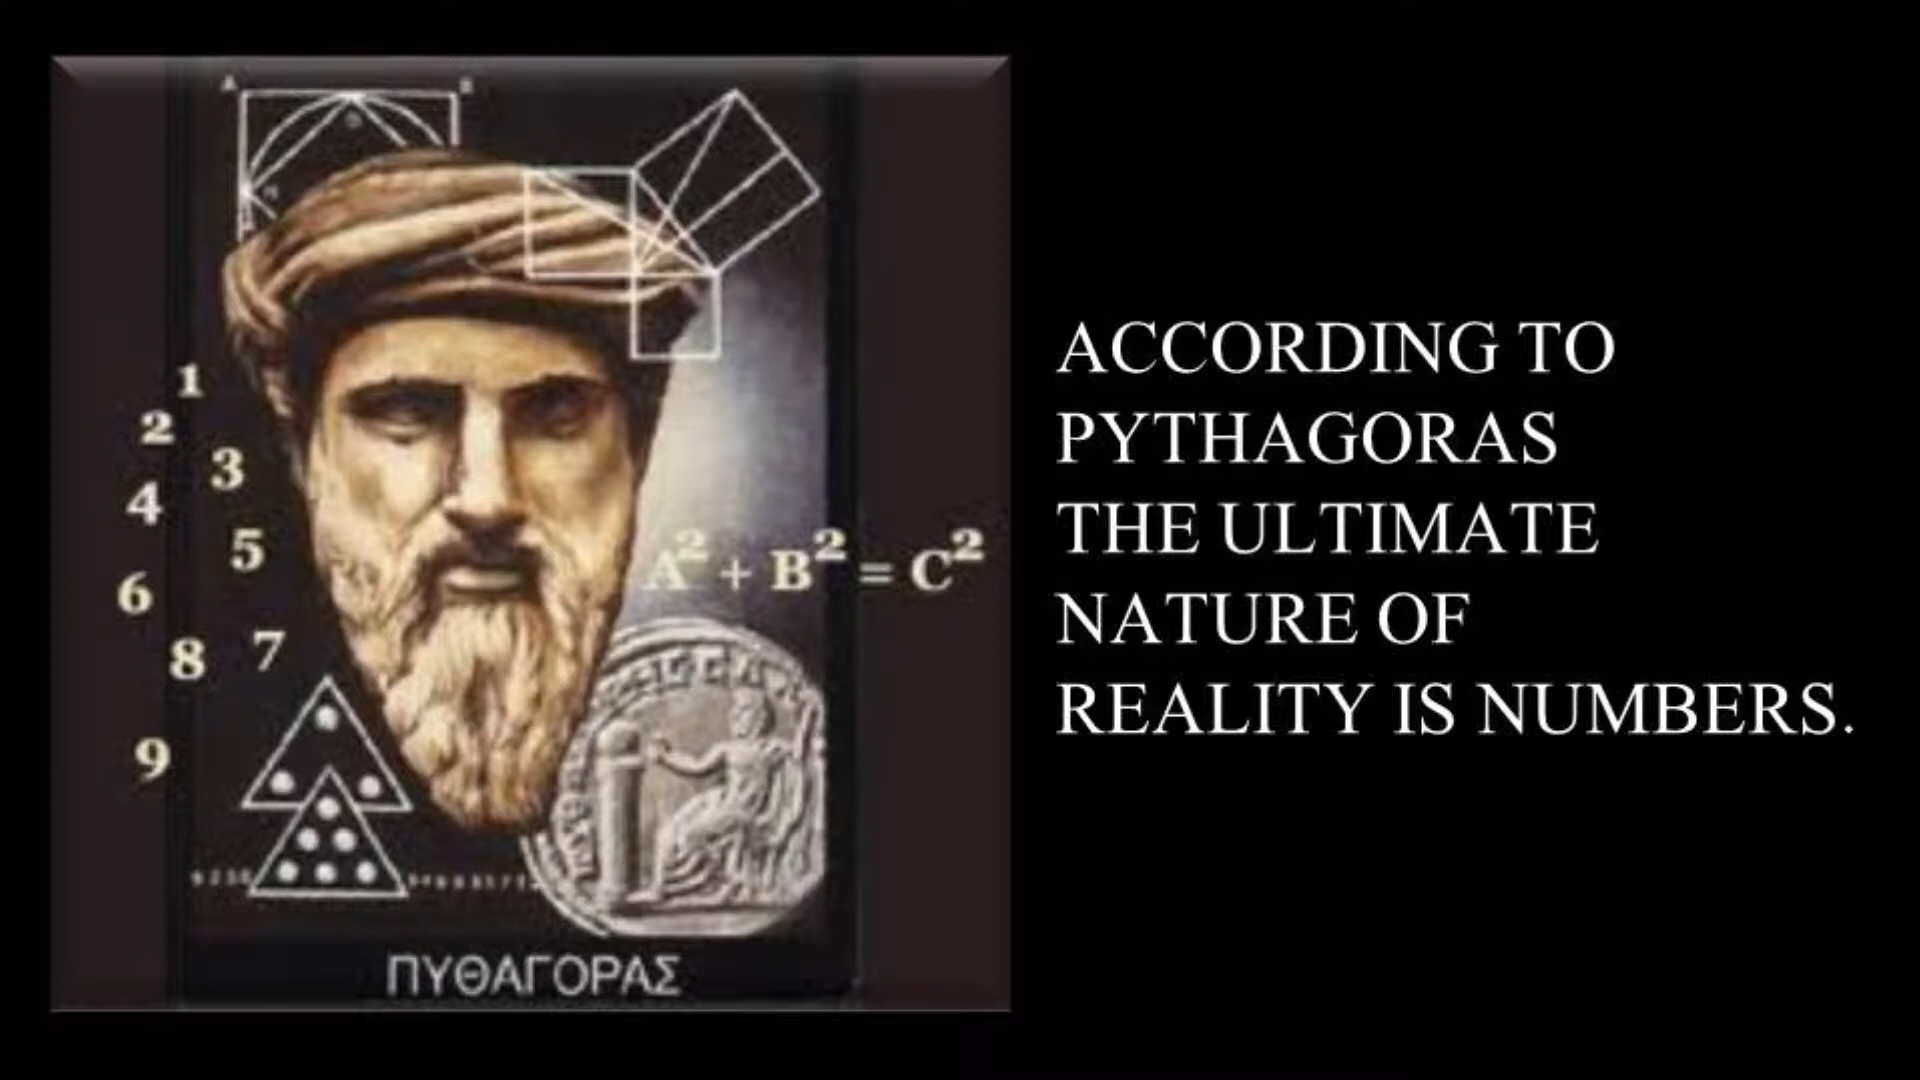 A B
1
2
3
4
5
6
8 7
9
A² + B² = C²
ΠΥΘΑΓΟΡΑΣ
ACCORDING TO
PYTHAGORAS
THE ULTIMATE
NATURE OF
REALITY IS NUMBERS.